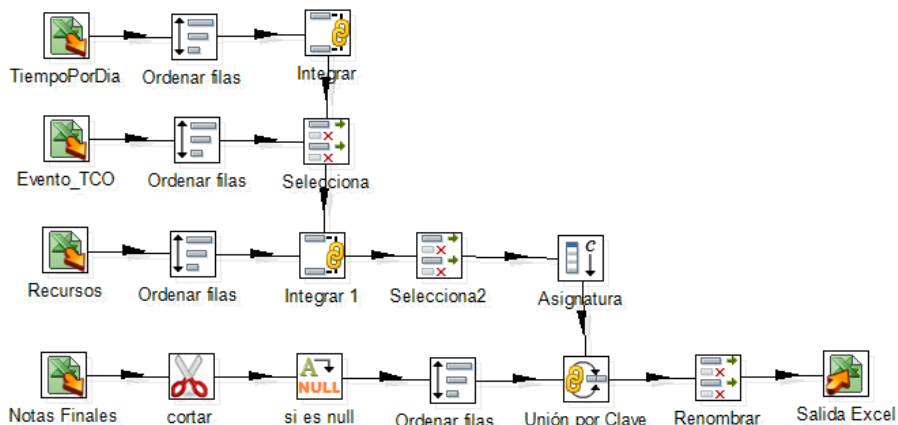 TiempoPorDia
Ordenar filas
Integrar
Evento_TCO
Ordenar filas
Selecciona
Recursos
Ordenar filas
Integrar 1
Selecciona2
C
Asignatura
A
NULL
Notas Finales
cortar
si es null
Ordenar filas
Unión por Clave
Renombrar
Salida Excel